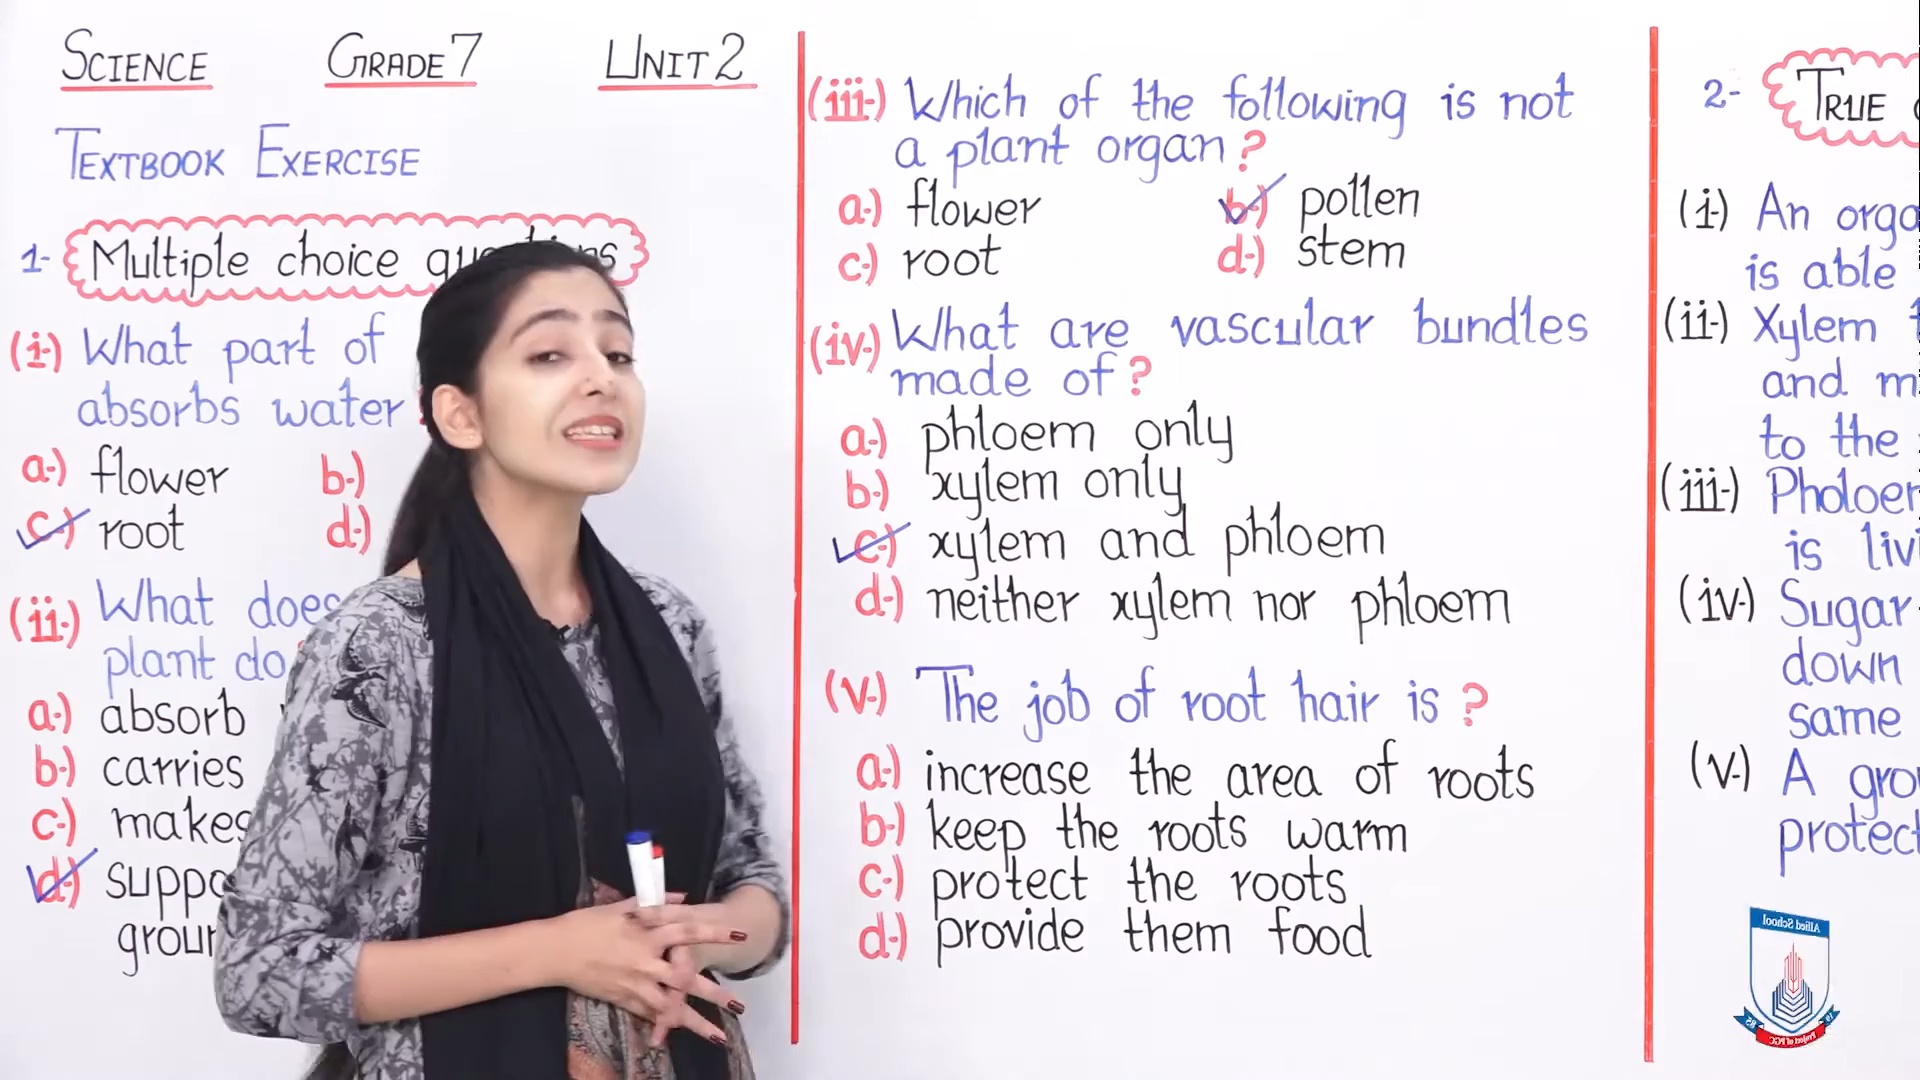 SCIENCE GRADE 7 UNIT 2
TEXTBOOK EXERCISE
1- Multiple choice
(i-) What part of
absorbs water
a-) flower b-)
c-) root d-)
(ii-) What does
plant do
a-) absorb
b-) carries
c-) makes
d-) suppo
groun
(iii-) Which of the following is not
a plant organ?
a-) flower b-) pollen
c-) root d-) stem
(iv-) What are vascular bundles
made of?
a-) phloem only
b-) xylem only
c-) xylem and phloem
d-) neither xylem nor phloem
(v-) The job of root hair is?
a-) increase the area of roots
b-) keep the roots warm
c-) protect the roots
d-) provide them food
2- TRUE
(i-) An orga
is able
(ii-) Xylem
and m
to the
(iii-) Pholoe
is livi
(iv-) Sugar
down
same
(v-) A gro
protect
Allied School
Project of PGC